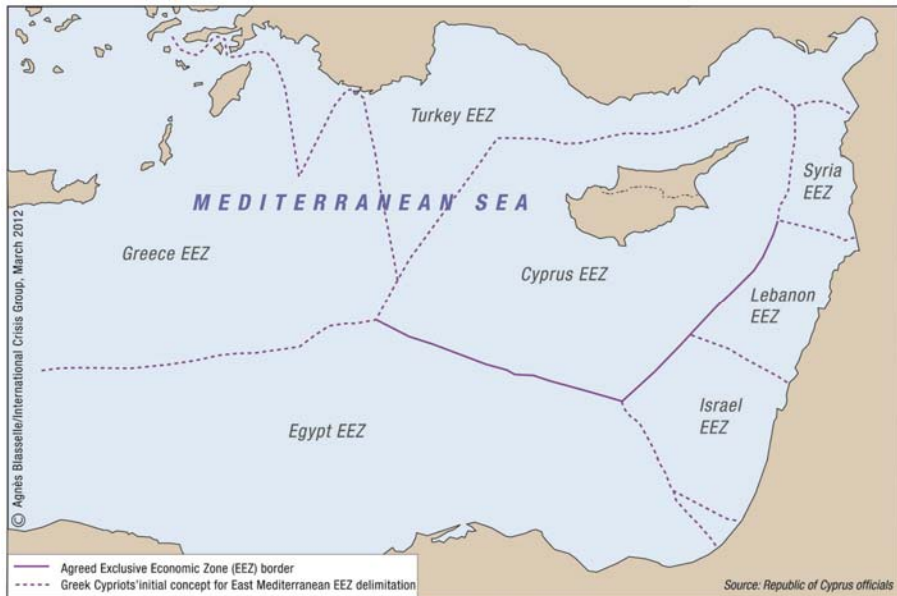 Turkey EEZ
Syria
EEZ
MEDITERRANEAN SEA
Greece EEZ
Cyprus EEZ
Lebanon
EEZ
Israel
EEZ
Egypt EEZ
© Agnès Blasselle/International Crisis Group, March 2012
Agreed Exclusive Economic Zone (EEZ) border
Greek Cypriots'initial concept for East Mediterranean EEZ delimitation
Source: Republic of Cyprus officials